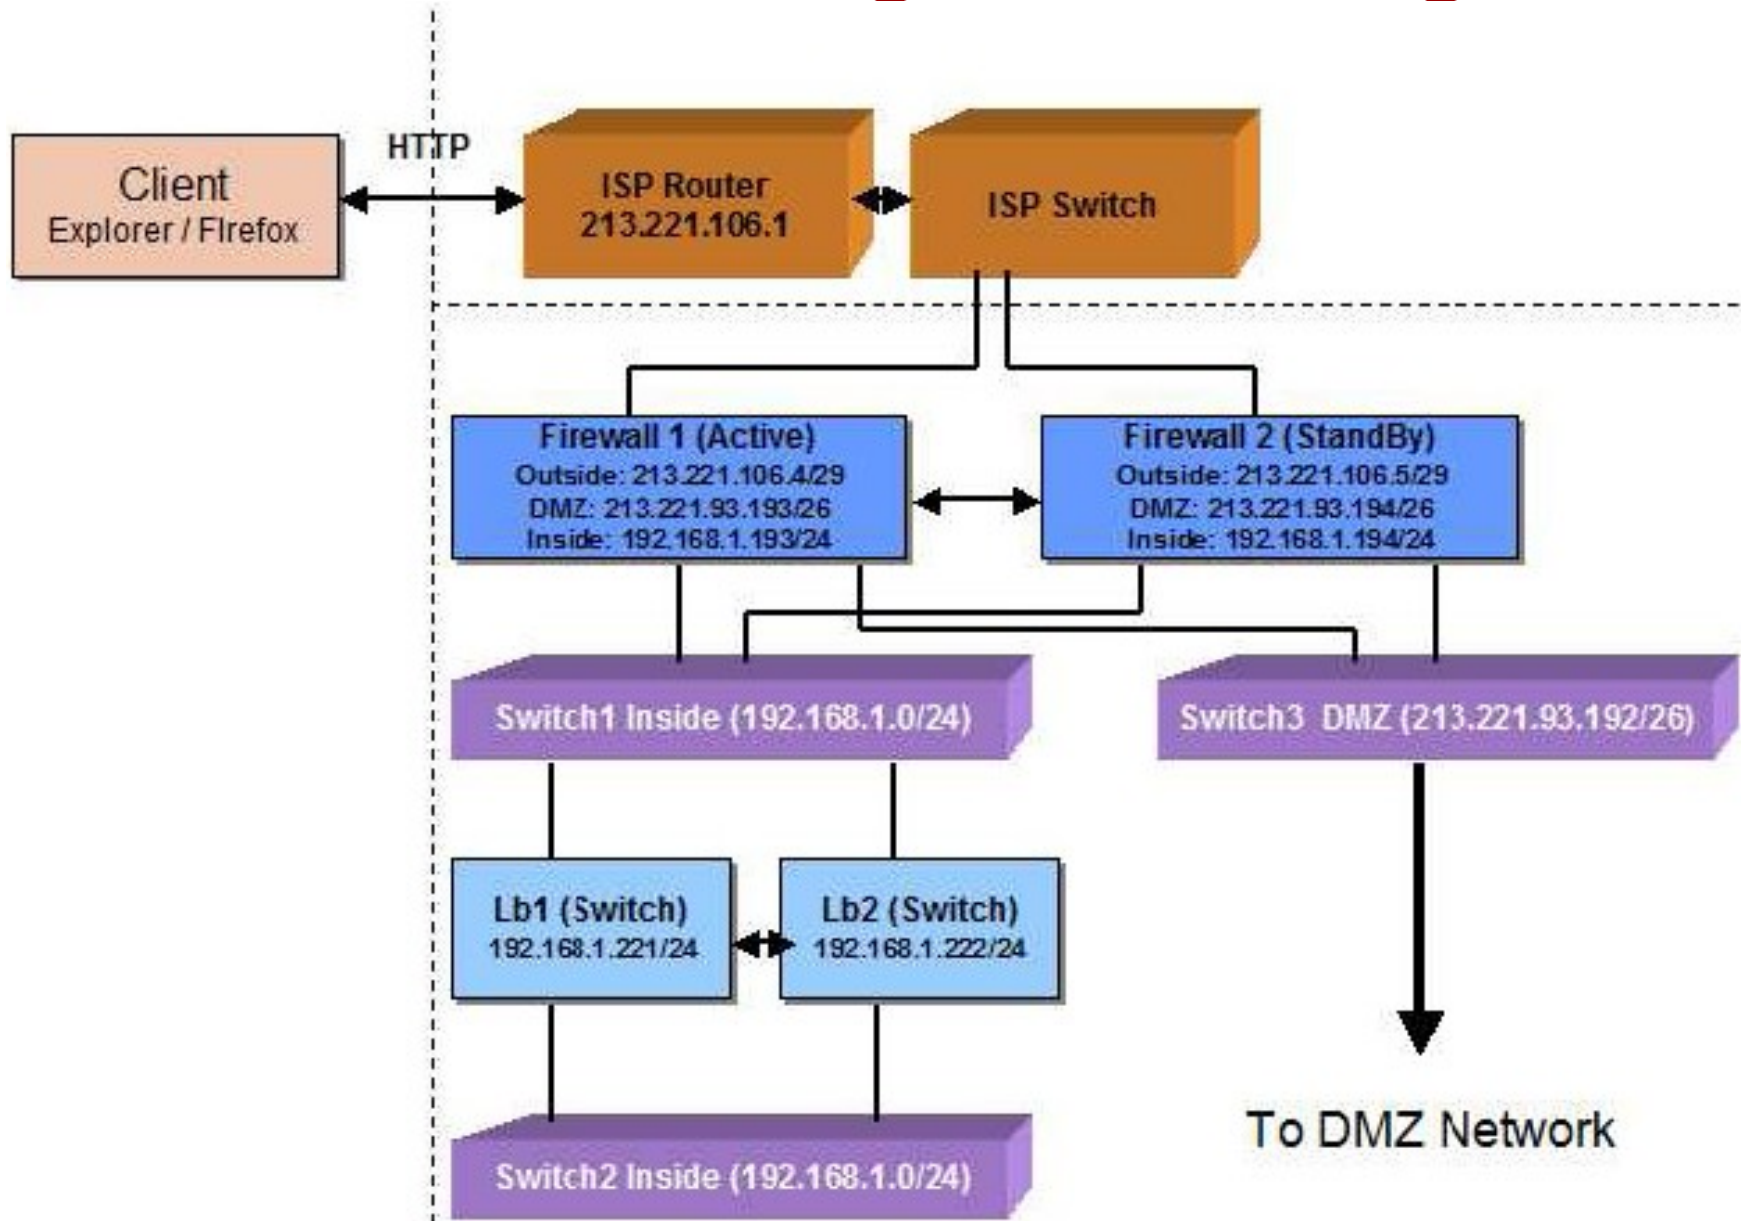 HTTP
Client
Explorer / FIrefox
ISP Router
213.221.106.1
ISP Switch
Firewall 1 (Active)
Outside: 213.221.106.4/29
DMZ: 213.221.93.193/26
Inside: 192.168.1.193/24
Firewall 2 (StandBy)
Outside: 213.221.106.5/29
DMZ: 213.221.93.194/26
Inside: 192.168.1.194/24
Switch1 Inside (192.168.1.0/24)
Switch3 DMZ (213.221.93.192/26)
Lb1 (Switch)
192.168.1.221/24
Lb2 (Switch)
192.168.1.222/24
To DMZ Network
Switch2 Inside (192.168.1.0/24)